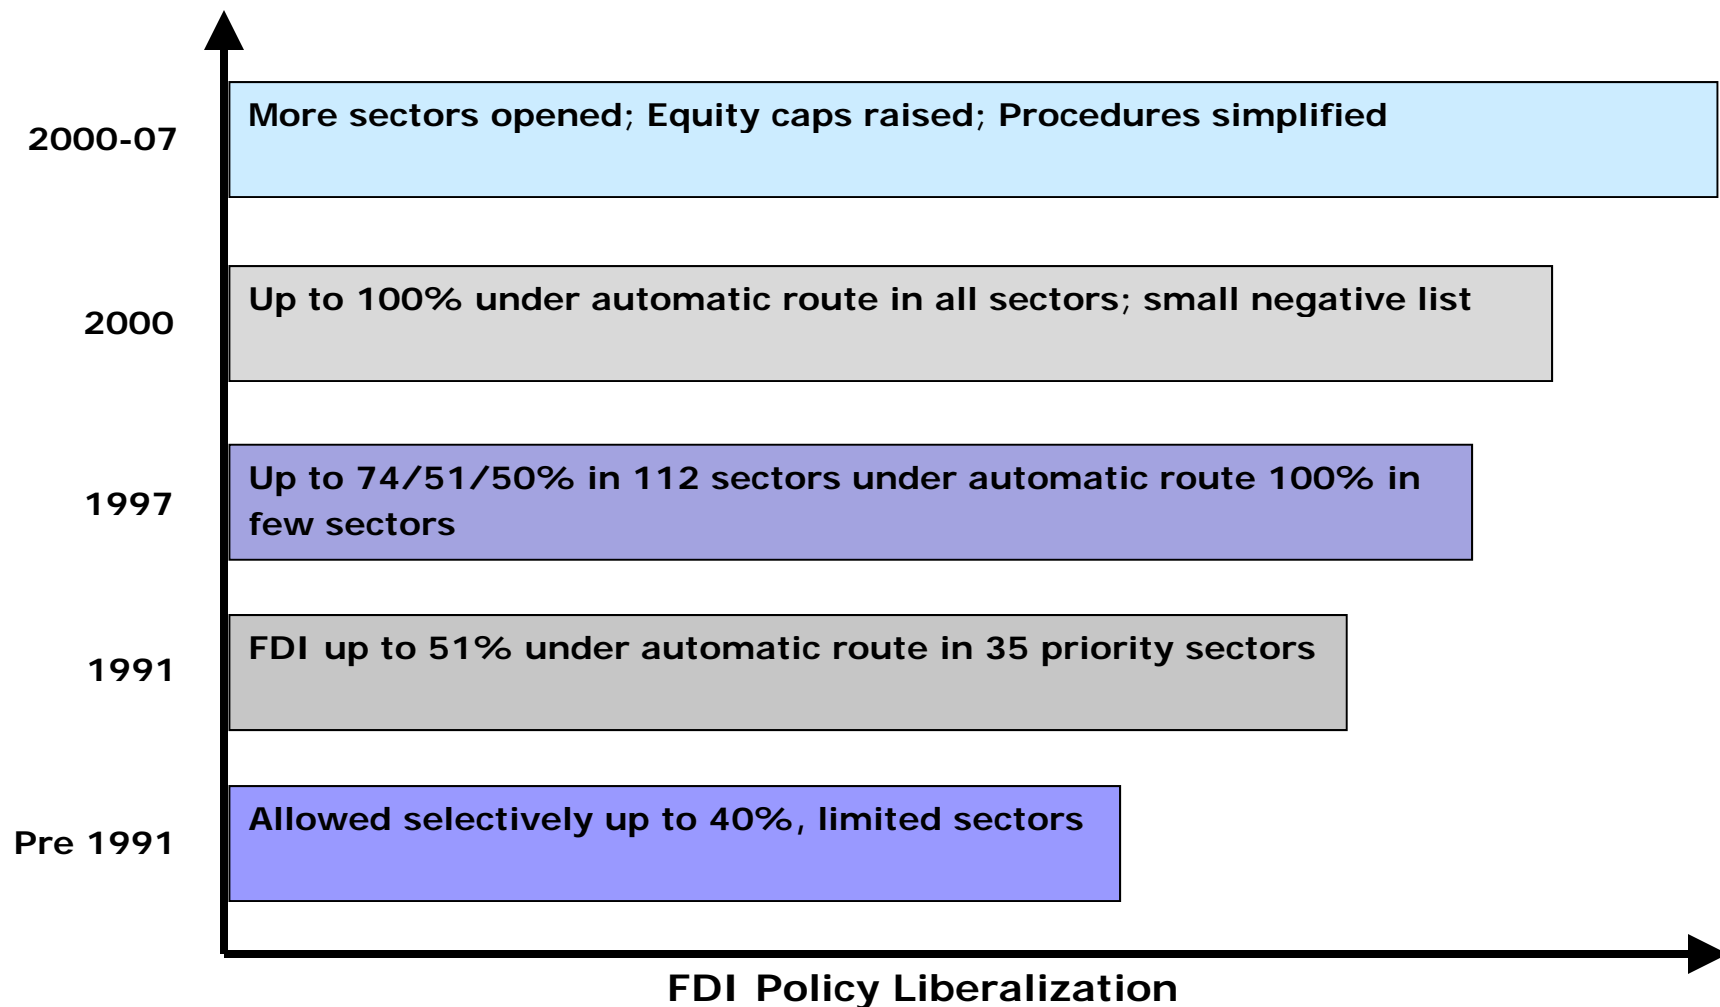 2000-07
More sectors opened; Equity caps raised; Procedures simplified
2000
Up to 100% under automatic route in all sectors; small negative list
1997
Up to 74/51/50% in 112 sectors under automatic route 100% in
few sectors
1991
FDI up to 51% under automatic route in 35 priority sectors
Pre 1991
Allowed selectively up to 40%, limited sectors
FDI Policy Liberalization